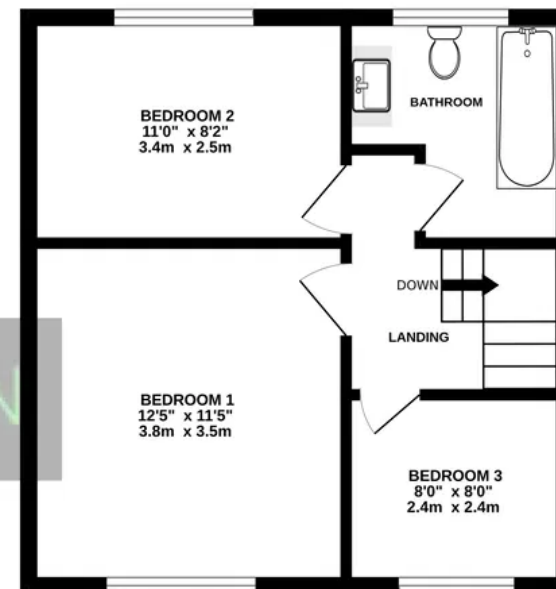 BEDROOM 2
11'0" x 8'2"
3.4m x 2.5m
BATHROOM
DOWN
LANDING
BEDROOM 1
12'5" x 11'5"
3.8m x 3.5m
BEDROOM 3
8'0" x 8'0"
2.4m x 2.4m